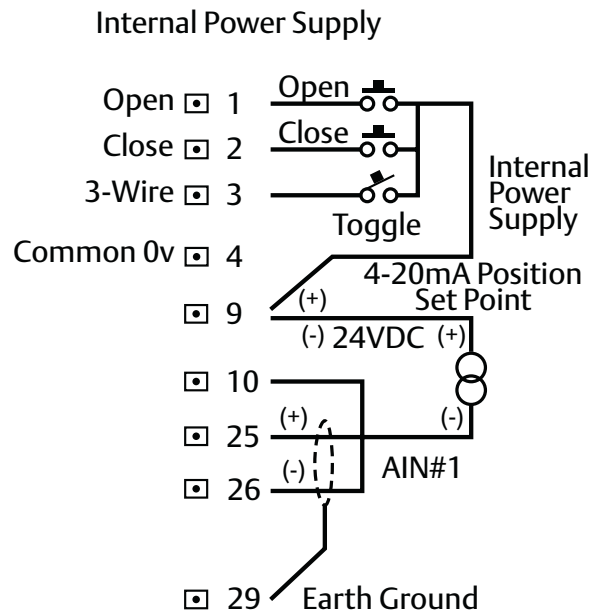 Internal Power Supply
Open 1 Open
Close 2 Close
3-Wire 3
Toggle
Internal
Power
Supply
Common 0v 4
4-20mA Position
Set Point
9 (+)
(-) 24VDC (+)
10
25 (+) (-)
26 (-) AIN#1
29 Earth Ground